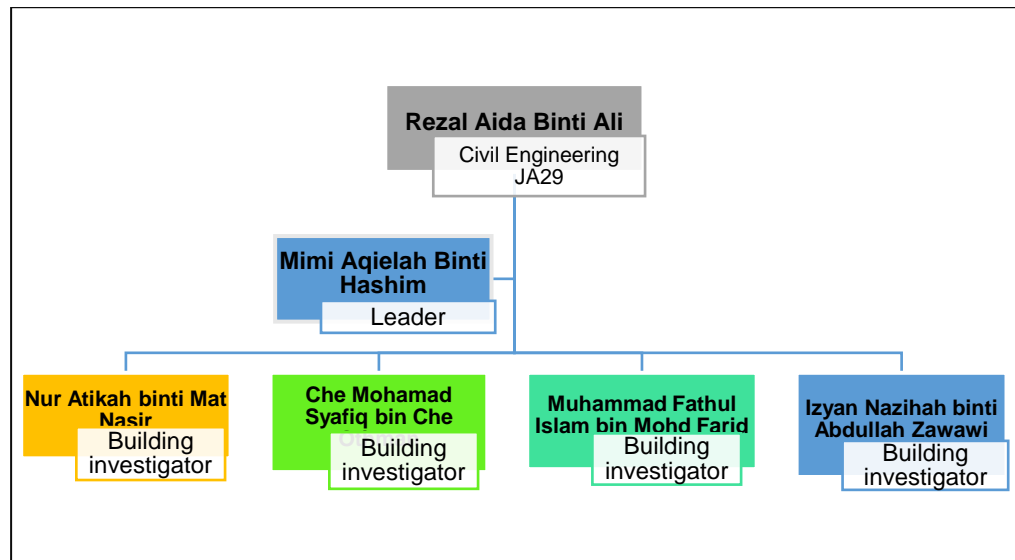 Rezal Aida Binti Ali
Civil Engineering
JA29
Mimi Aqielah Binti
Hashim
Leader
Nur Atikah binti Mat
Nasir
Building
investigator
Che Mohamad
Syafiq bin Che
Building
investigator
Muhammad Fathul
Islam bin Mohd Farid
Building
investigator
Izyan Nazihah binti
Abdullah Zawawi
Building
investigator